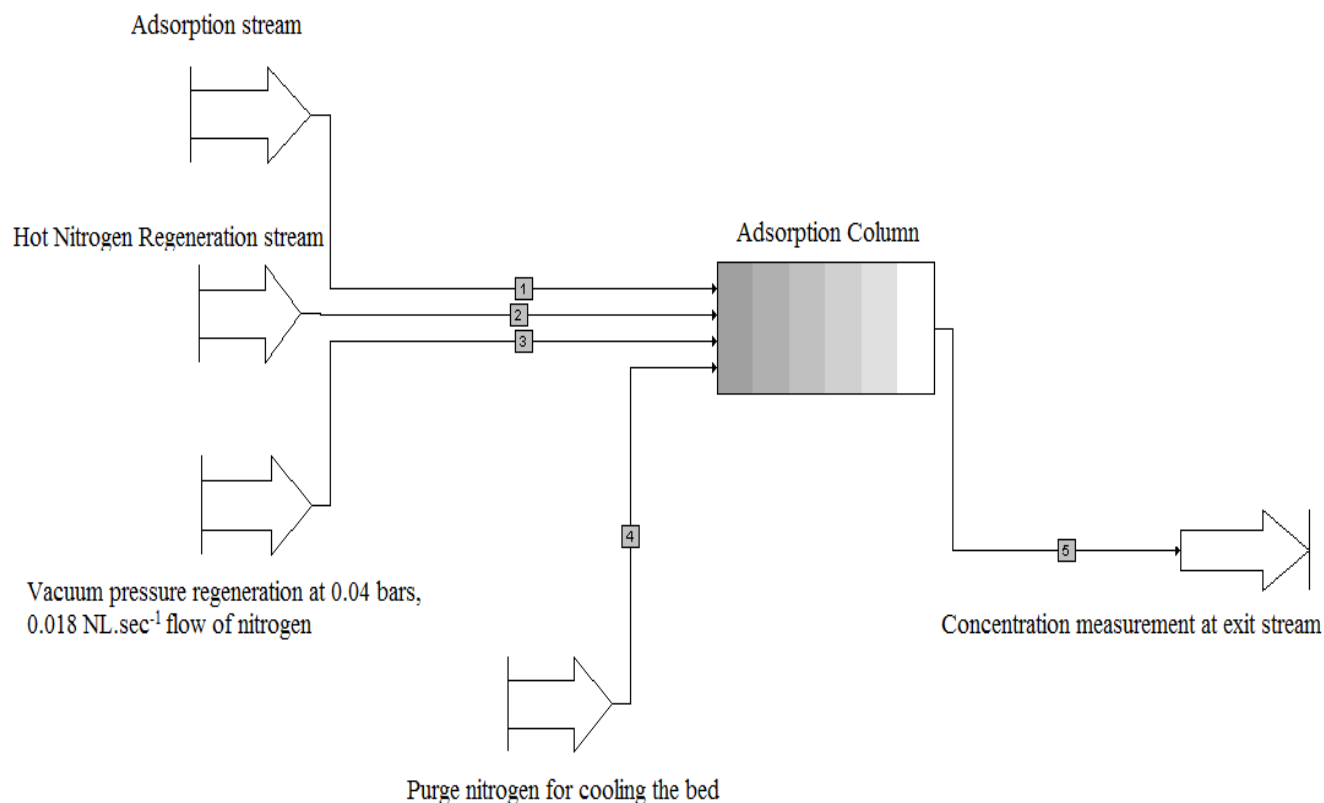 Adsorption stream
Hot Nitrogen Regeneration stream
Adsorption Column
1
2
3
4
5
Vacuum pressure regeneration at 0.04 bars,
0.018 NL.sec⁻¹ flow of nitrogen
Concentration measurement at exit stream
Purge nitrogen for cooling the bed